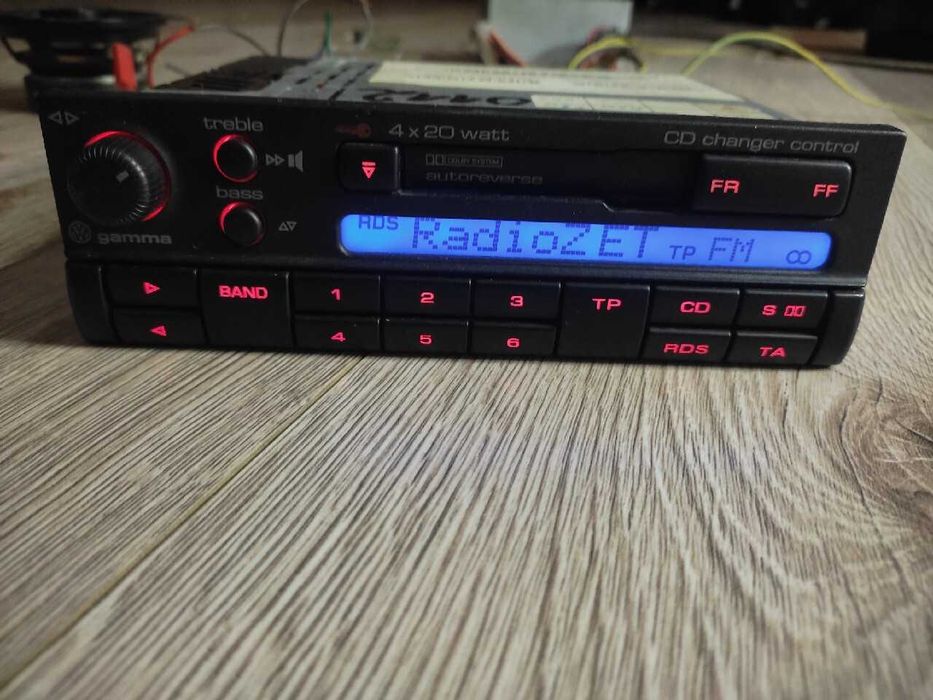 treble
4 x 20 watt
CD changer control
DOLBY SYSTEM
autoreverse
FR
FF
bass
gamma
RDS RadioZET TP FM
BAND
1
2
3
TP
CD
S
4
5
6
RDS
TA